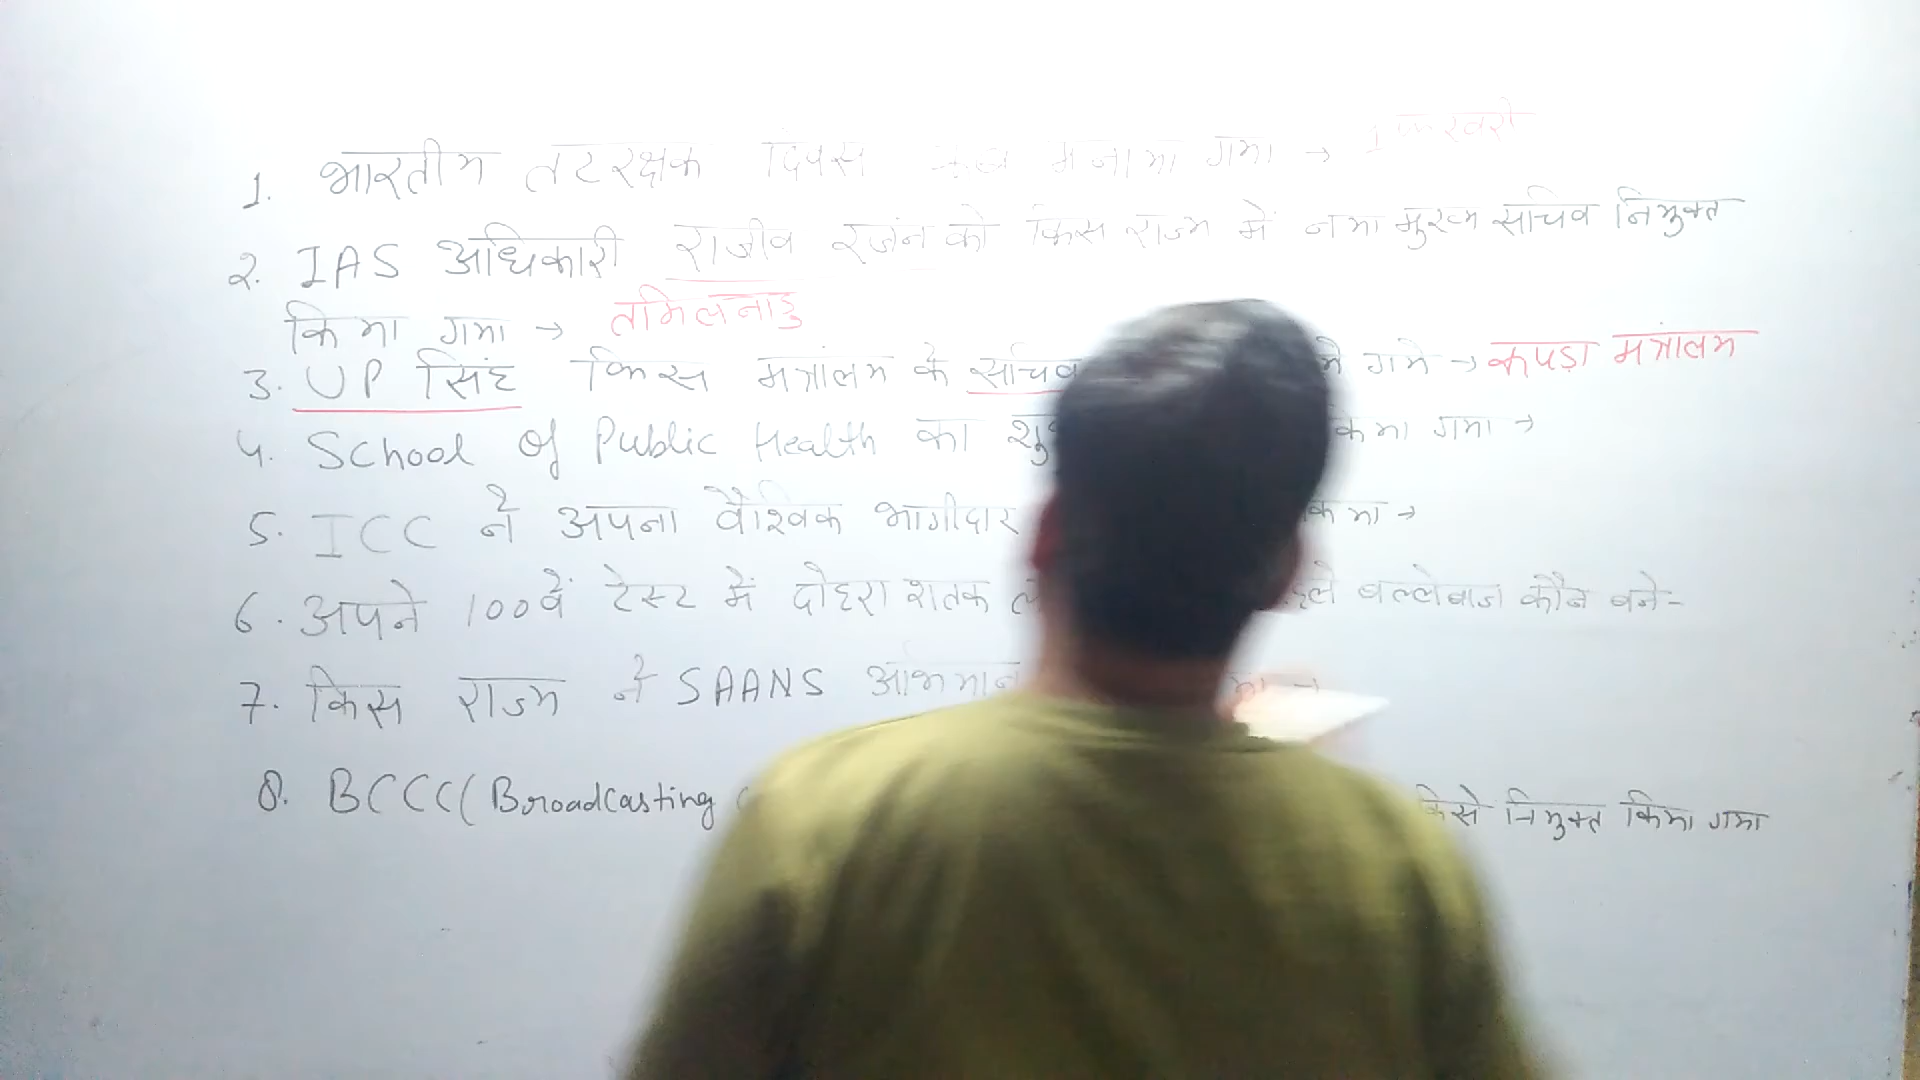 1. भारतीय तटरक्षक दिवस कब मनाया गया → 1 फरवरी
2. IAS अधिकारी राजीव रंजन को किस राज्य में नया मुख्य सचिव नियुक्त
किया गया → तमिलनाडु
3. UP सिंह किस मत्रांलय के सचिव गये → कपड़ा मत्रांलय
4. School of Public Health का किया गया →
5. ICC ने अपना वैश्विक भागीदार किया →
6. अपने 100वें टेस्ट में दोहरा शतक बल्लेबाज कौन बने-
7. किस राज्य ने SAANS अभियान →
8. BCCC(Broadcasting किसे नियुक्त किया गया